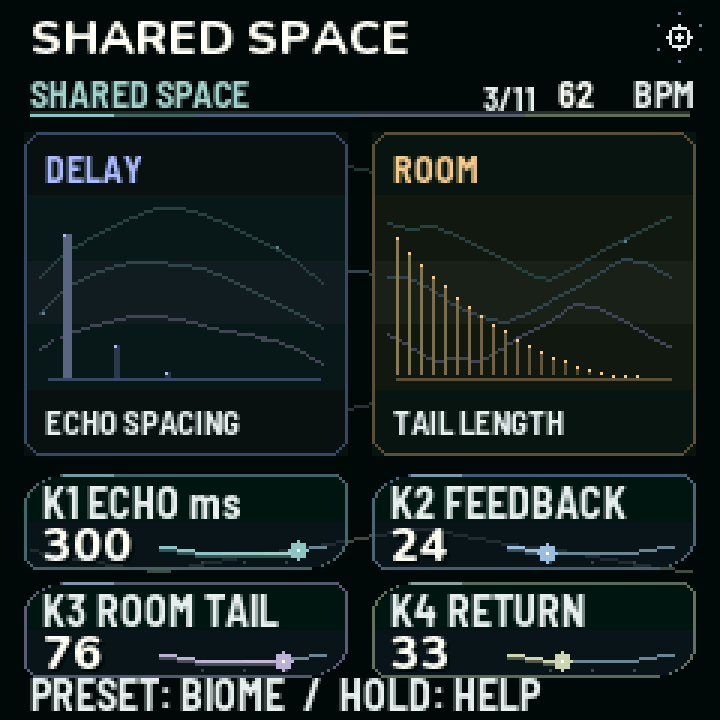 SHARED SPACE
SHARED SPACE 3/11 62 BPM
DELAY ROOM
ECHO SPACING TAIL LENGTH
K1 ECHO ms K2 FEEDBACK
300 24
K3 ROOM TAIL K4 RETURN
76 33
PRESET: BIOME / HOLD: HELP